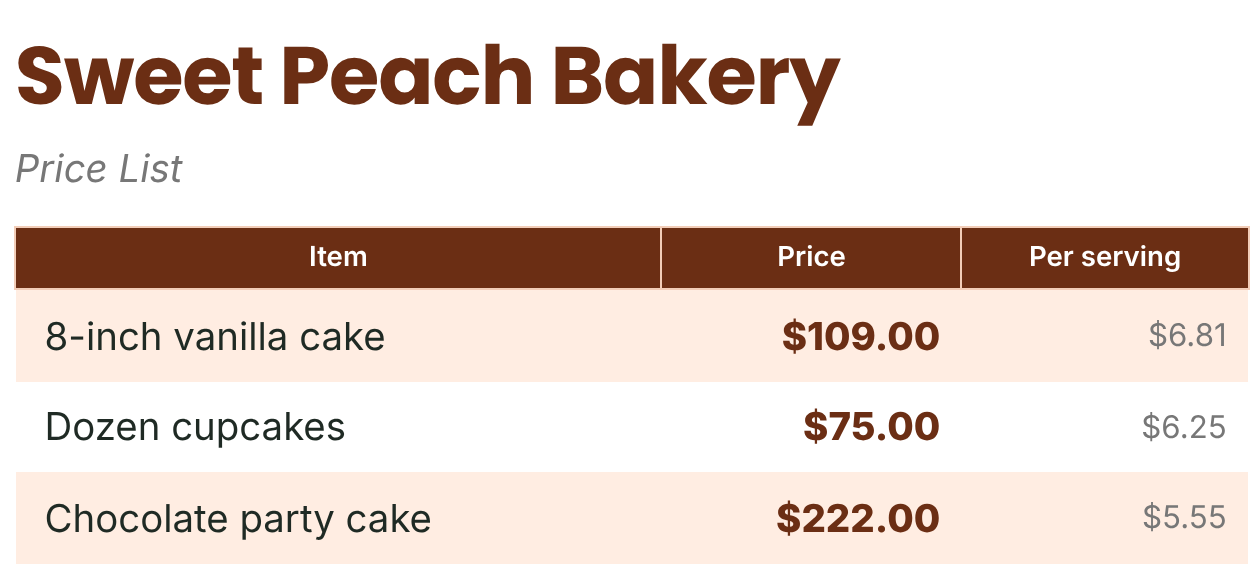 Sweet Peach Bakery
Price List
Item Price Per serving
8-inch vanilla cake $109.00 $6.81
Dozen cupcakes $75.00 $6.25
Chocolate party cake $222.00 $5.55